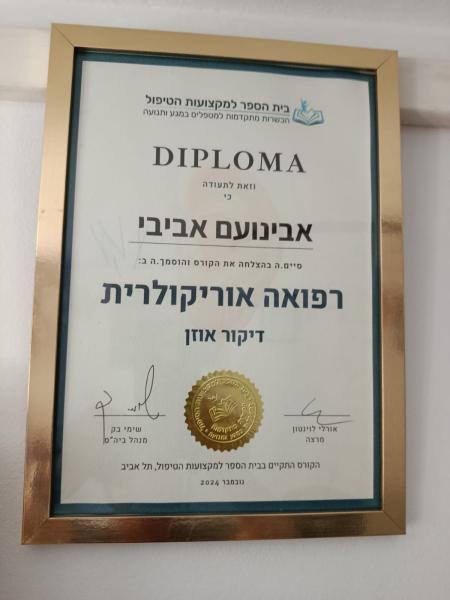 בית הספר למקצועות הטיפול
הכשרות מתקדמות למטפלים במגע ותנועה
DIPLOMA
וזאת לתעודה
כי
אבינועם אביבי
סיים.ה בהצלחה את הקורס והוסמך.ה ב:
רפואה אוריקולרית
דיקור אוזן
אורלי לוינטון
מרצה
שימי בק
מנהל ביה"ס
הקורס התקיים בבית הספר למקצועות הטיפול, תל אביב
נובמבר 2024